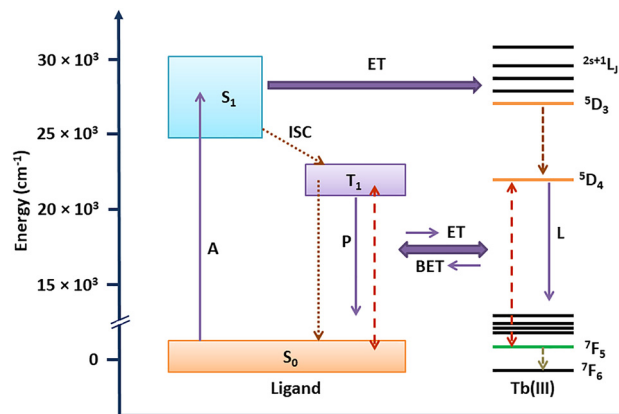 Energy (cm⁻¹)
30 × 10³
25 × 10³
20 × 10³
15 × 10³
0
S₁
ET
ISC
T₁
A
P
ET
BET
S₀
Ligand
²ˢ⁺¹Lⱼ
⁵D₃
⁵D₄
L
⁷F₅
⁷F₆
Tb(III)